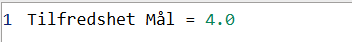 1 Tilfredshet Mål = 4.0